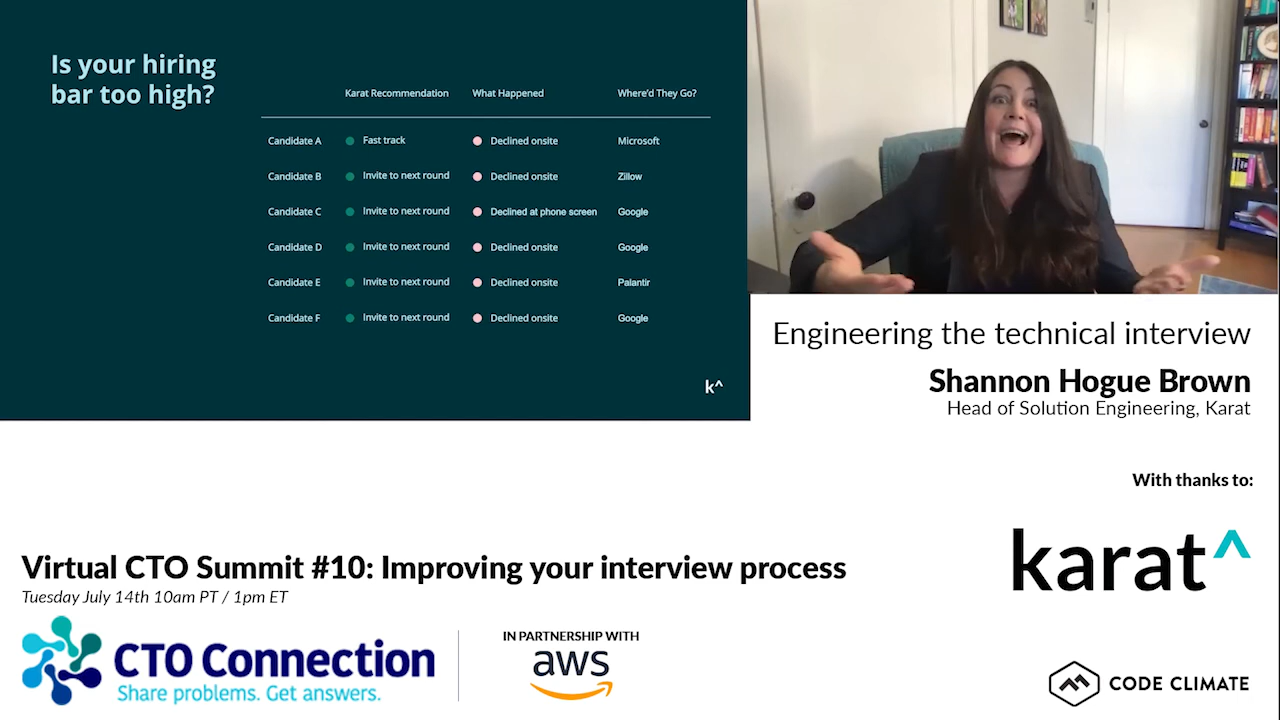 Is your hiring
bar too high?
Karat Recommendation What Happened Where'd They Go?
Candidate A Fast track Declined onsite Microsoft
Candidate B Invite to next round Declined onsite Zillow
Candidate C Invite to next round Declined at phone screen Google
Candidate D Invite to next round Declined onsite Google
Candidate E Invite to next round Declined onsite Palantir
Candidate F Invite to next round Declined onsite Google
k^
Engineering the technical interview
Shannon Hogue Brown
Head of Solution Engineering, Karat
With thanks to:
karat^
Virtual CTO Summit #10: Improving your interview process
Tuesday July 14th 10am PT / 1pm ET
CTO Connection
Share problems. Get answers.
IN PARTNERSHIP WITH
aws
CODE CLIMATE